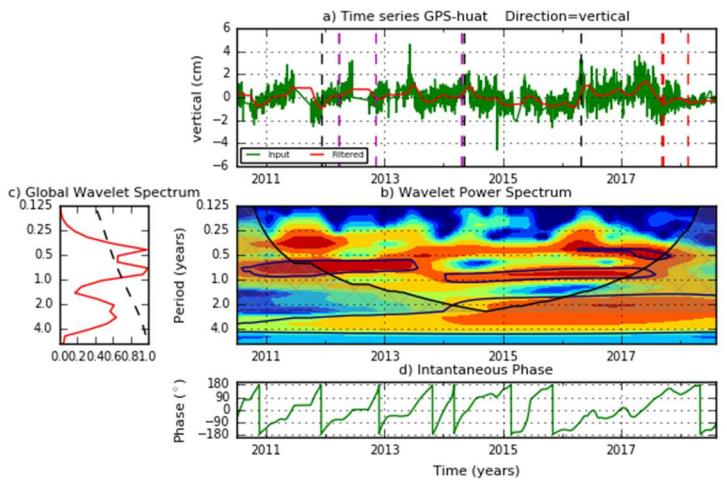 a) Time series GPS-huat Direction=vertical
6
4
2
0
−2
−4
−6
vertical (cm)
Input Filtered
2011 2013 2015 2017
c) Global Wavelet Spectrum
0.125
0.25
0.5
1.0
2.0
4.0
0.00.20.40.60.81.0
b) Wavelet Power Spectrum
0.125
0.25
0.5
1.0
2.0
4.0
Period (years)
2011 2013 2015 2017
d) Intantaneous Phase
180
90
0
−90
−180
Phase (°)
2011 2013 2015 2017
Time (years)